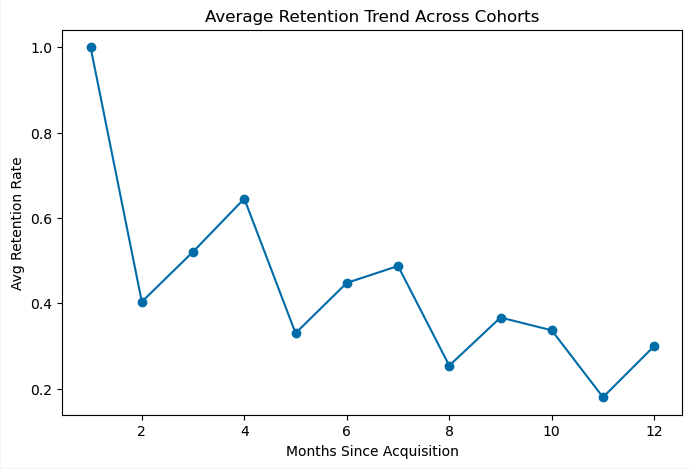 Average Retention Trend Across Cohorts
Avg Retention Rate
1.0
0.8
0.6
0.4
0.2
2 4 6 8 10 12
Months Since Acquisition